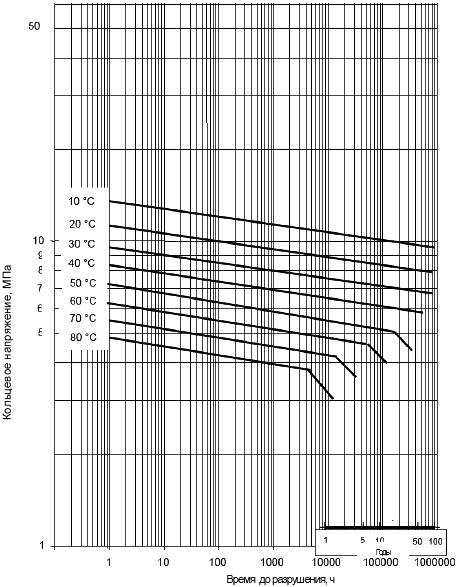 50
10 °C
20 °C
10
30 °C
9
8
40 °C
7
50 °C
6
60 °C
70 °C
5
80 °C
Кольцевое напряжение, МПа
1
1 5 10 50 100
Годы
1 10 100 1000 10000 100000 1000000
Время до разрушения, ч